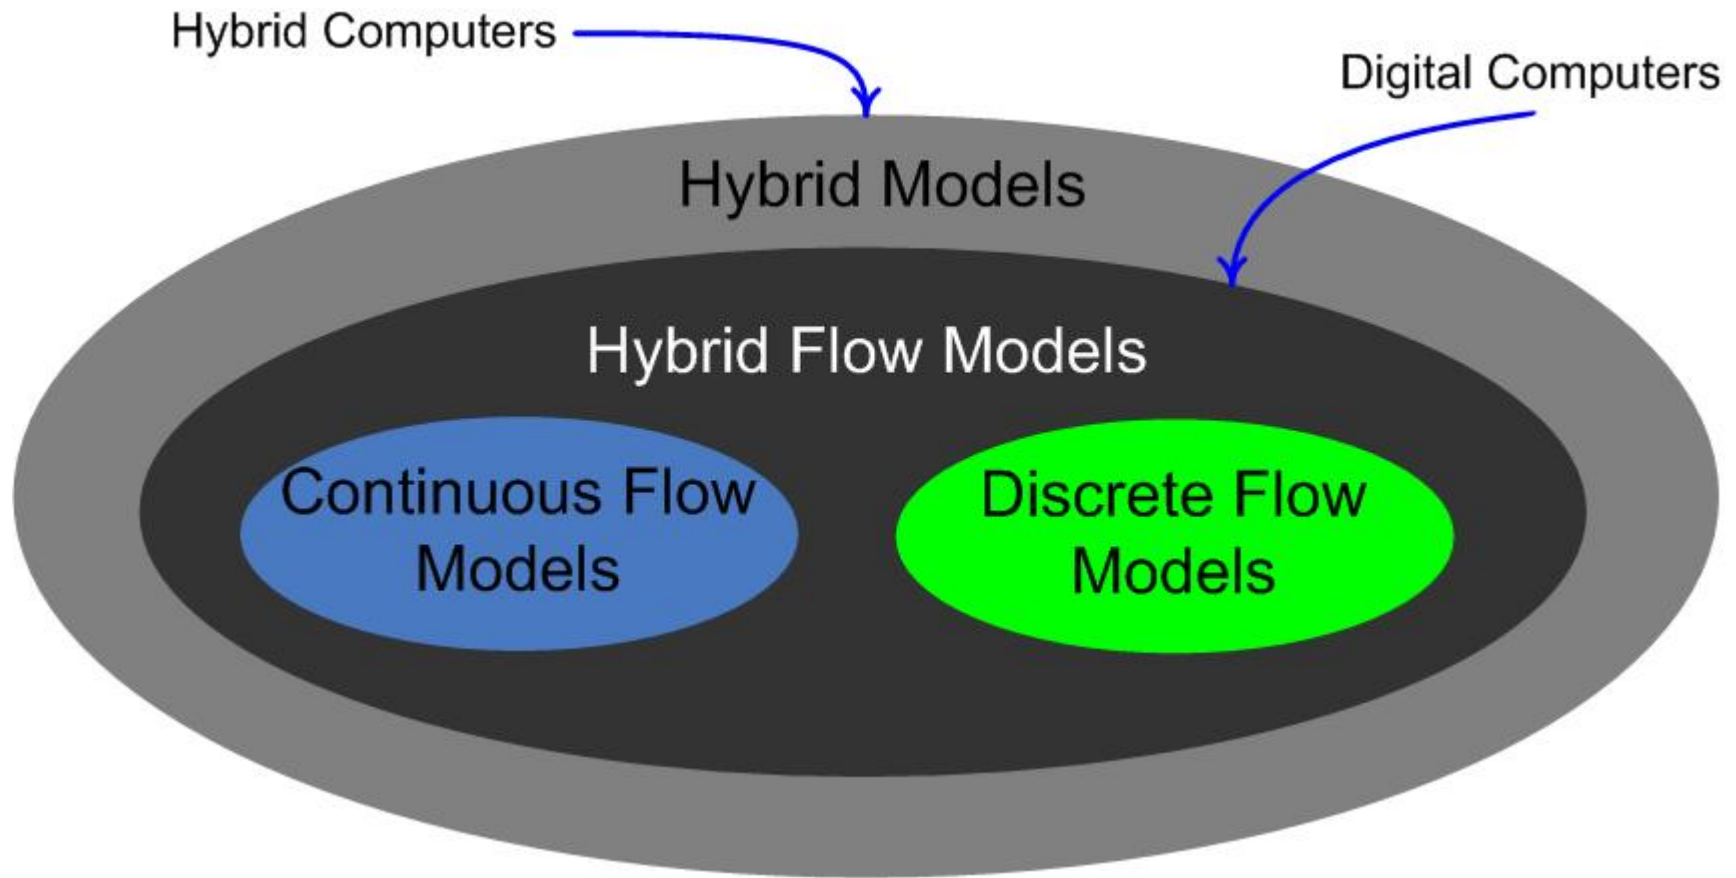 Hybrid Computers
Digital Computers
Hybrid Models
Hybrid Flow Models
Continuous Flow
Models
Discrete Flow
Models